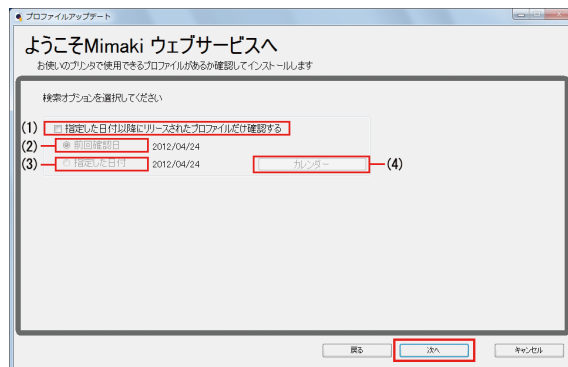 プロファイルアップデート
ようこそMimaki ウェブサービスへ
お使いのプリンタで使用できるプロファイルがあるか確認してインストールします
検索オプションを選択してください
(1) 指定した日付以降にリリースされたプロファイルだけ確認する
(2) 前回確認日 2012/04/24
(3) 指定した日付 2012/04/24 カレンダー (4)
戻る 次へ キャンセル